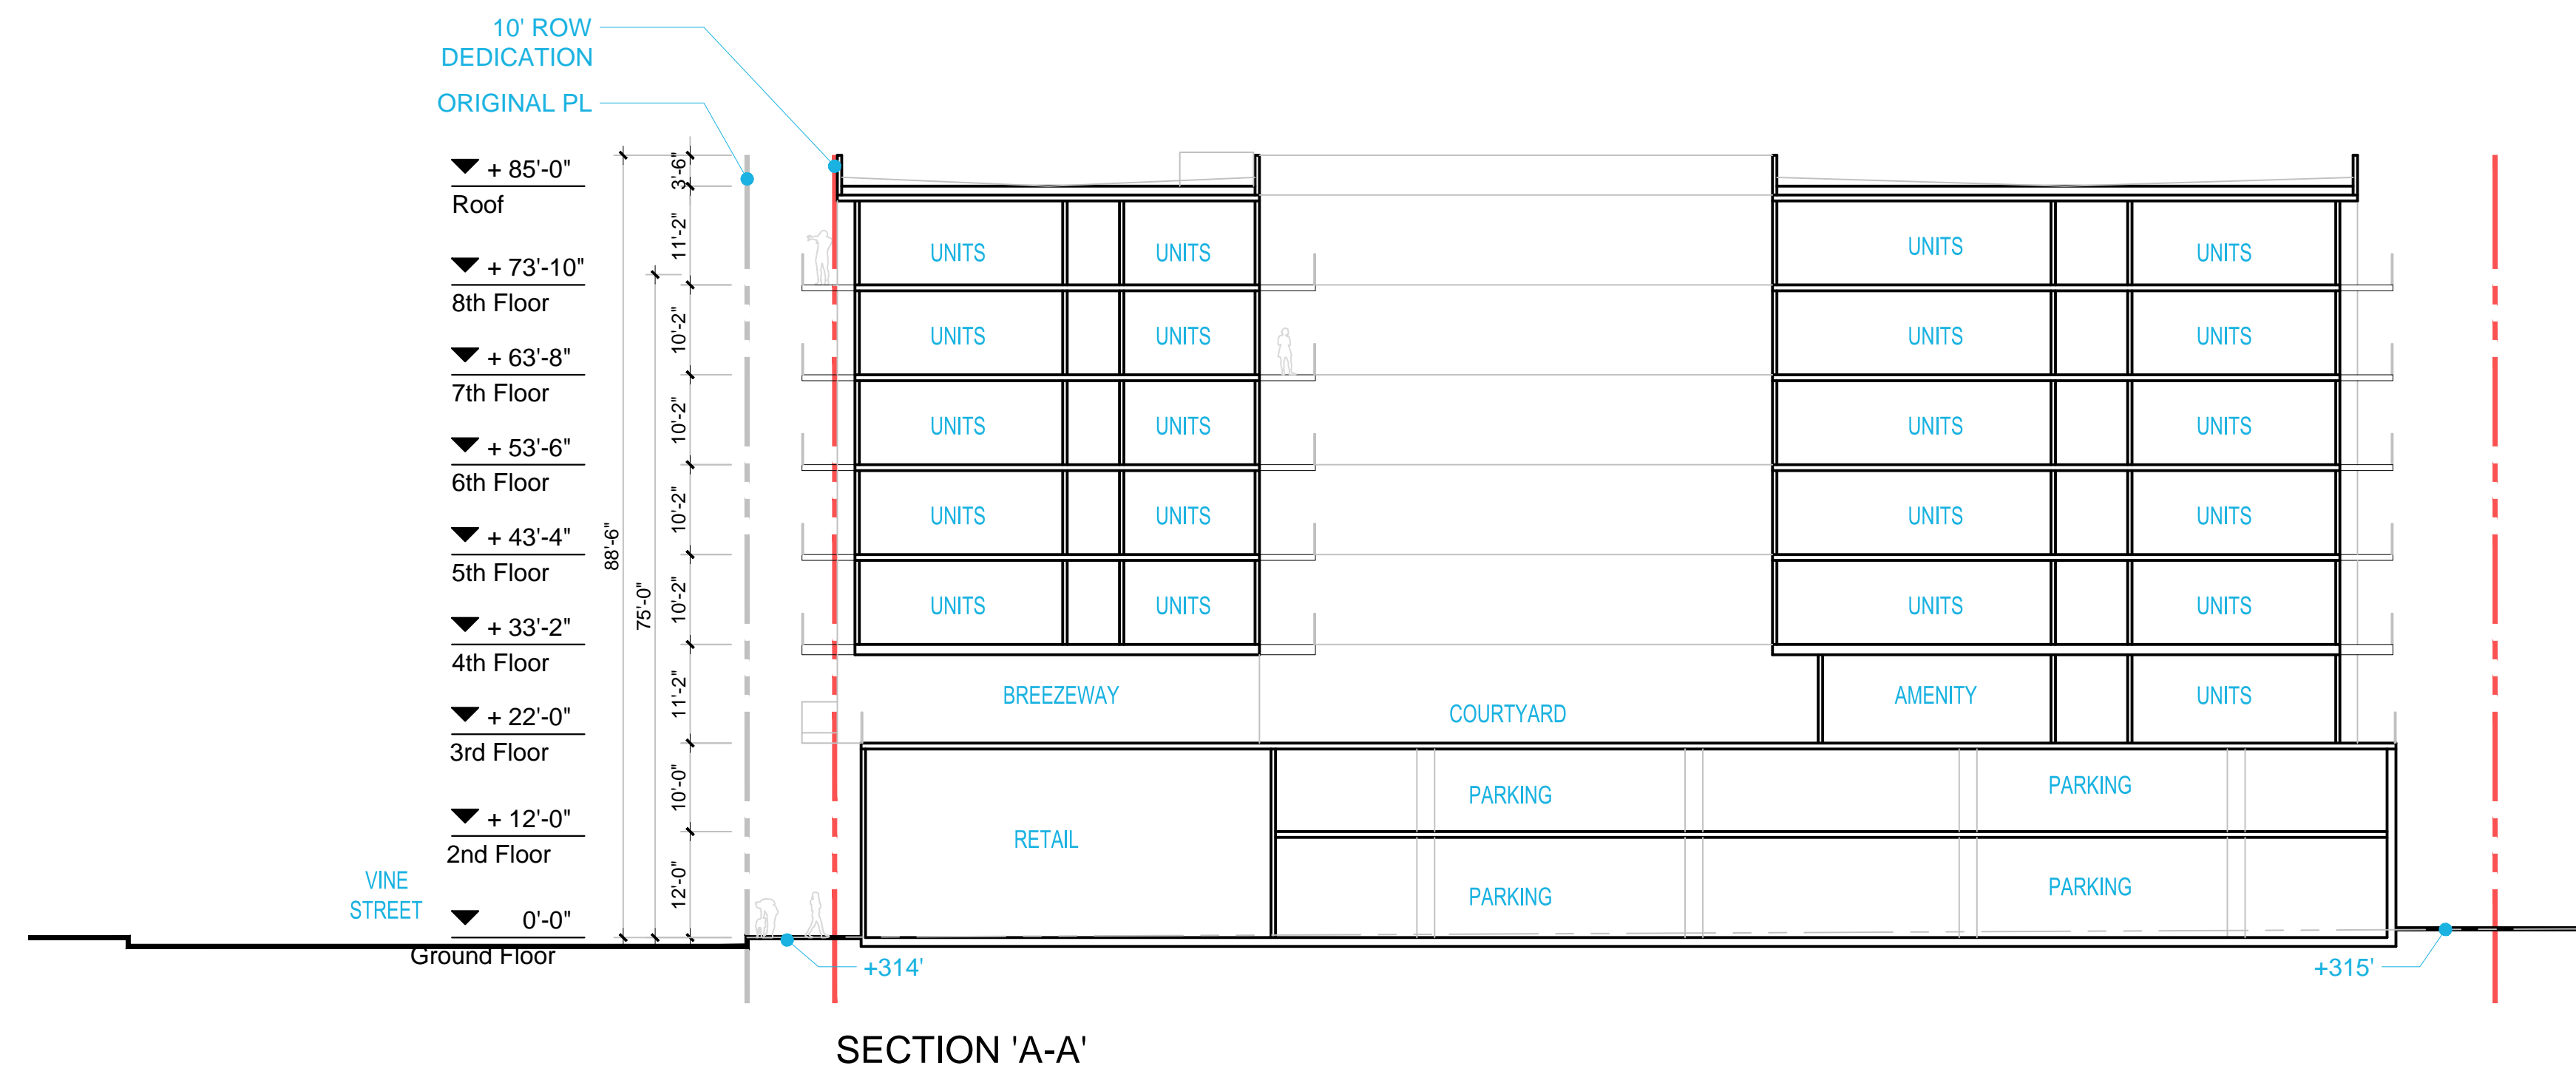 10' ROW
DEDICATION
ORIGINAL PL
+ 85'-0"
Roof
+ 73'-10"
8th Floor
+ 63'-8"
7th Floor
+ 53'-6"
6th Floor
+ 43'-4"
5th Floor
+ 33'-2"
4th Floor
+ 22'-0"
3rd Floor
+ 12'-0"
2nd Floor
0'-0"
Ground Floor
VINE
STREET
88'-6"
75'-0"
3'-6"
11'-2"
10'-2"
10'-2"
10'-2"
10'-2"
11'-2"
10'-0"
12'-0"
UNITS UNITS UNITS UNITS
UNITS UNITS UNITS UNITS
UNITS UNITS UNITS UNITS
UNITS UNITS UNITS UNITS
UNITS UNITS UNITS UNITS
BREEZEWAY COURTYARD AMENITY UNITS
RETAIL PARKING PARKING
PARKING PARKING
+314'
+315'
SECTION 'A-A'